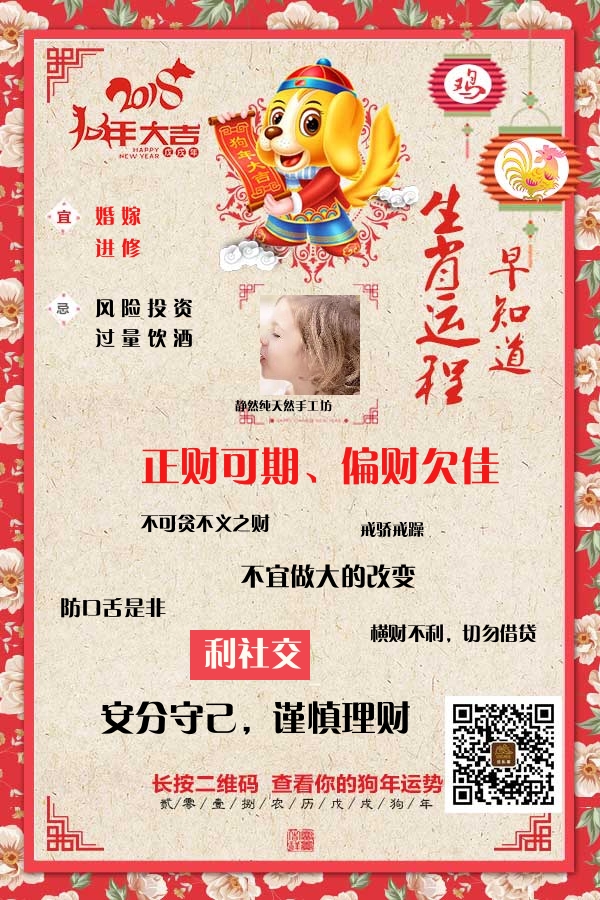 2018
狗年大吉
HAPPY
NEW YEAR
戊戌年
狗年大吉
鸡
生肖运程
早知道
宜
婚嫁
进修
忌
风险投资
过量饮酒
静然纯天然手工坊
HAPPY CHINESE NEW YEAR
正财可期、偏财欠佳
不可贪不义之财
戒骄戒躁
不宜做大的改变
防口舌是非
横财不利，切勿借贷
利社交
安分守己，谨慎理财
长按二维码 查看你的狗年运势
贰/零/壹/捌/农/历/戊/戌/狗/年